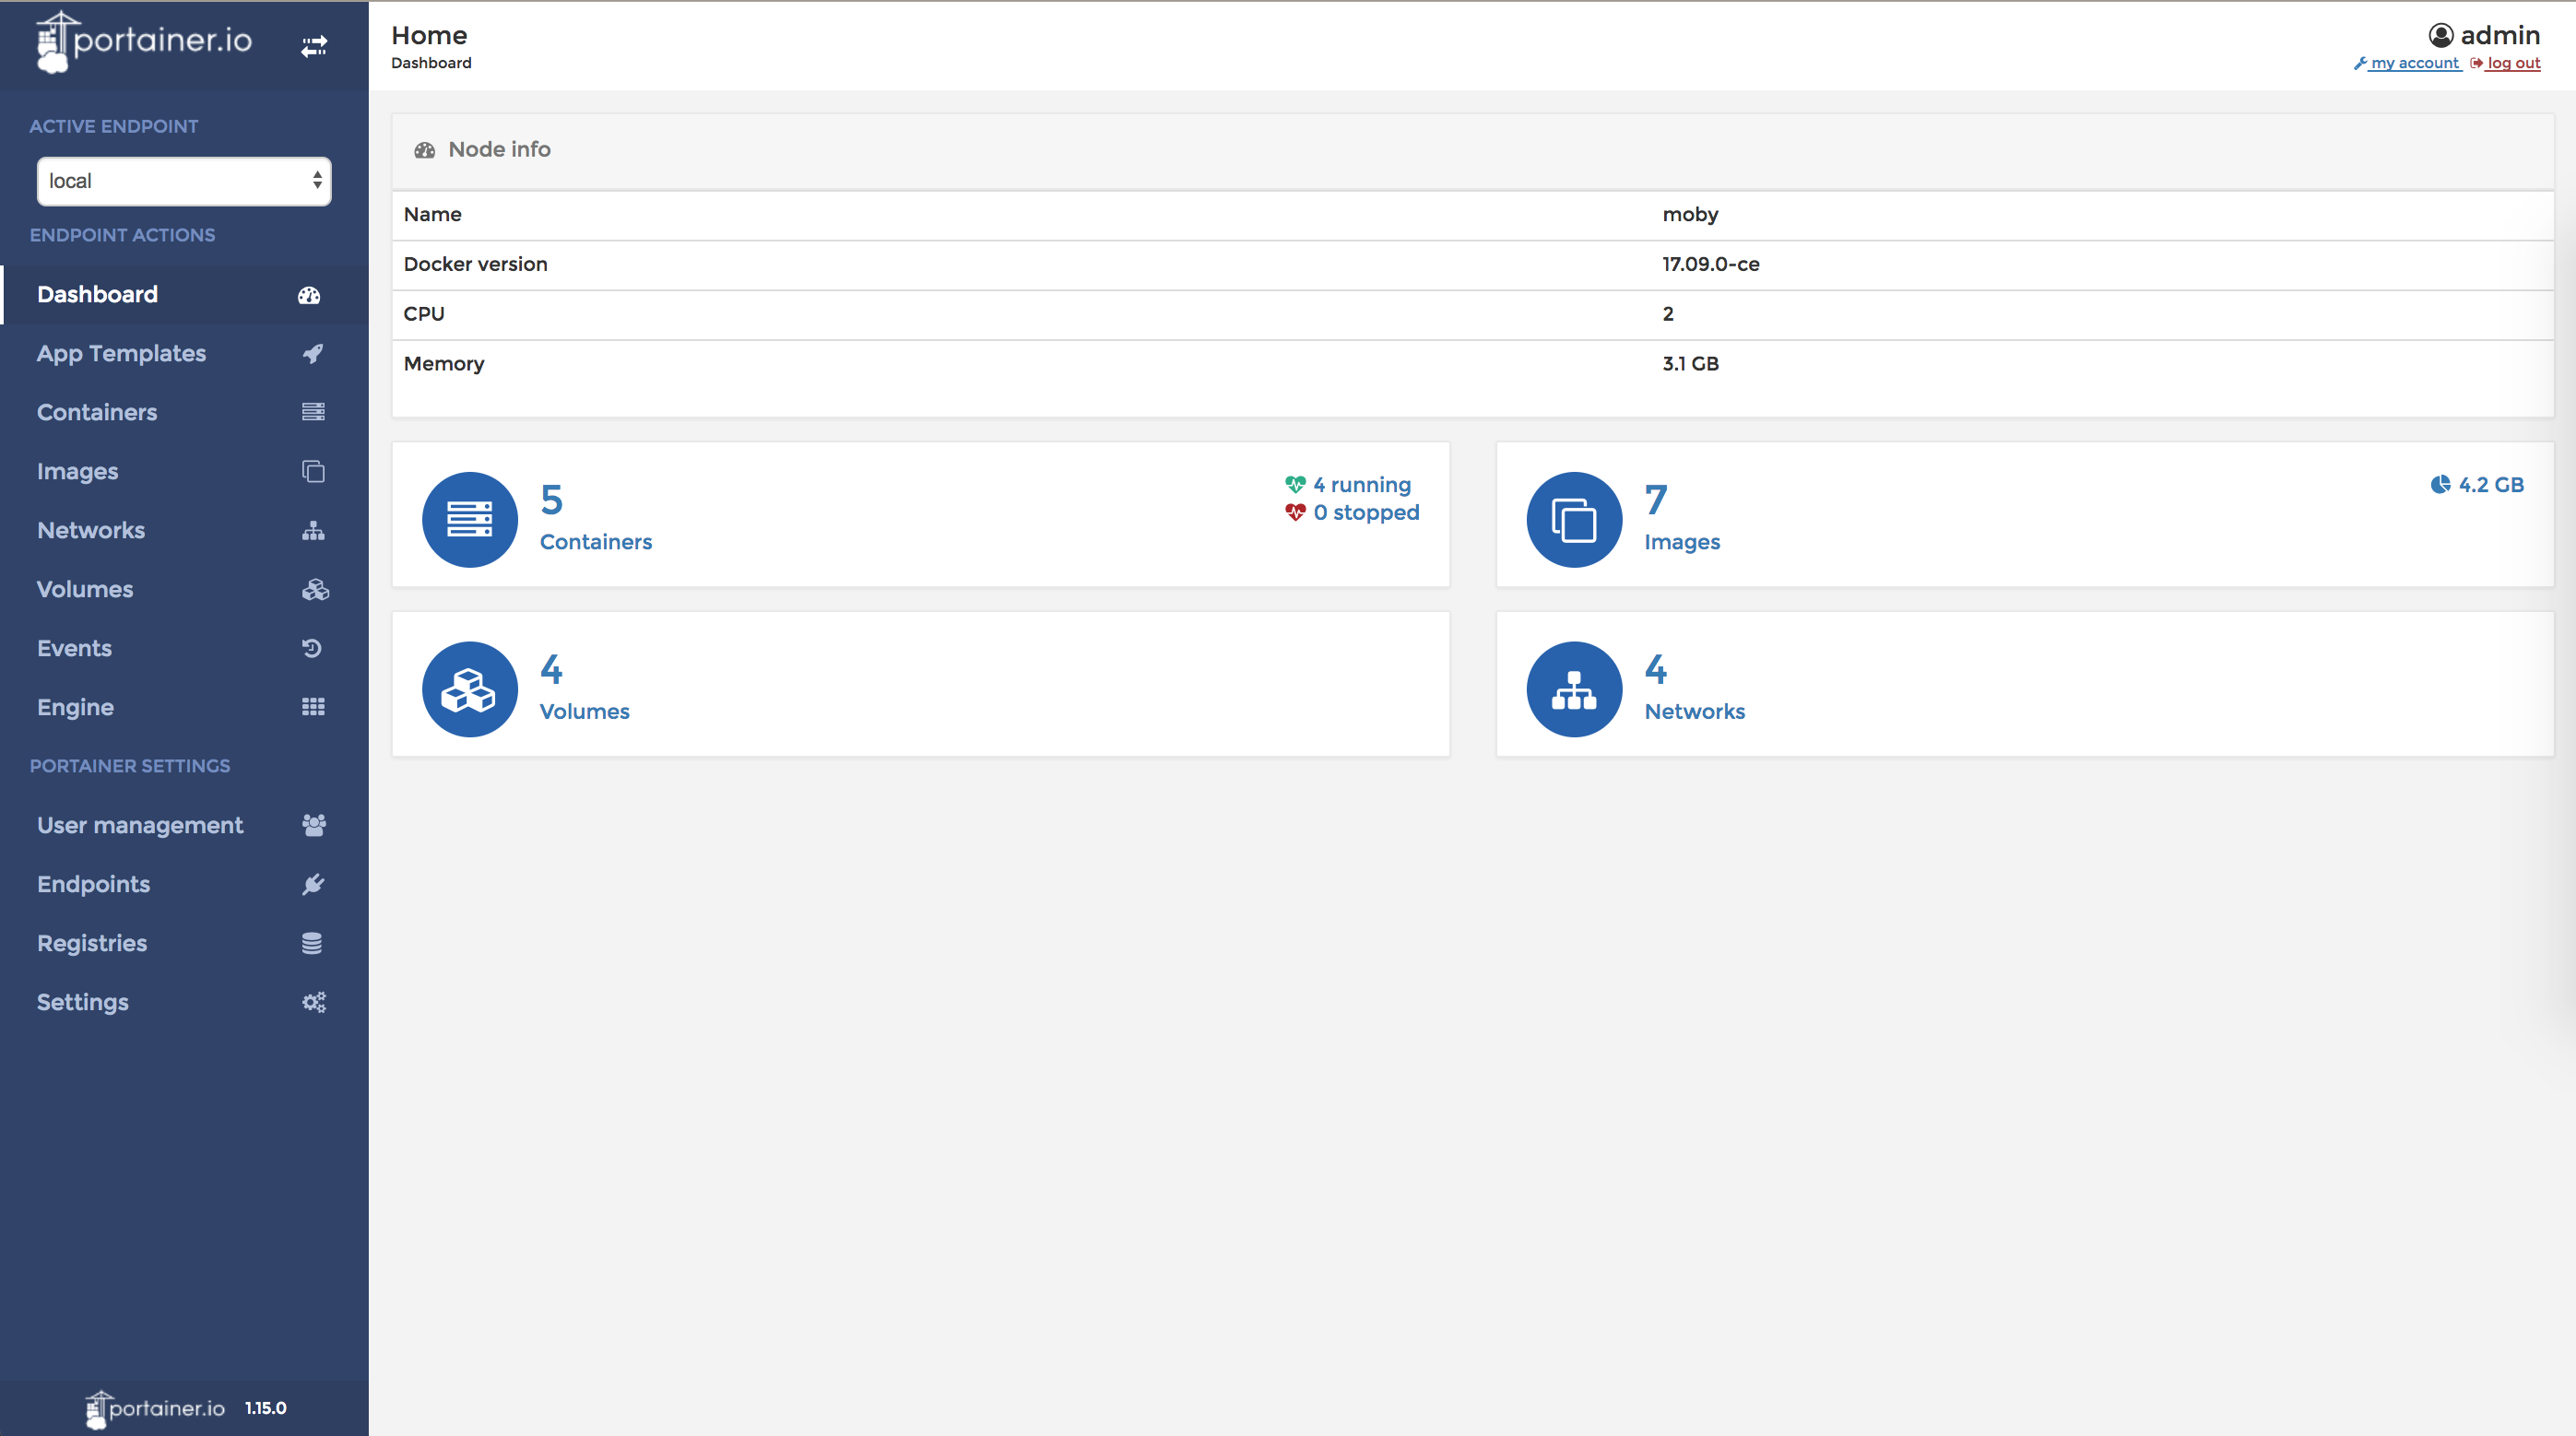 portainer.io
ACTIVE ENDPOINT
local
ENDPOINT ACTIONS
Dashboard
App Templates
Containers
Images
Networks
Volumes
Events
Engine
PORTAINER SETTINGS
User management
Endpoints
Registries
Settings
portainer.io 1.15.0
Home
Dashboard
admin
my account log out
Node info
Name moby
Docker version 17.09.0-ce
CPU 2
Memory 3.1 GB
5
Containers
4 running
0 stopped
7
Images
4.2 GB
4
Volumes
4
Networks